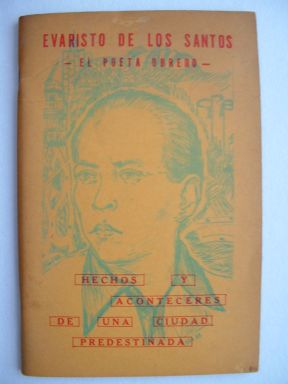 EVARISTO DE LOS SANTOS
- EL POETA OBRERO -
HECHOS Y
ACONTECERES
DE UNA CIUDAD
PREDESTINADA